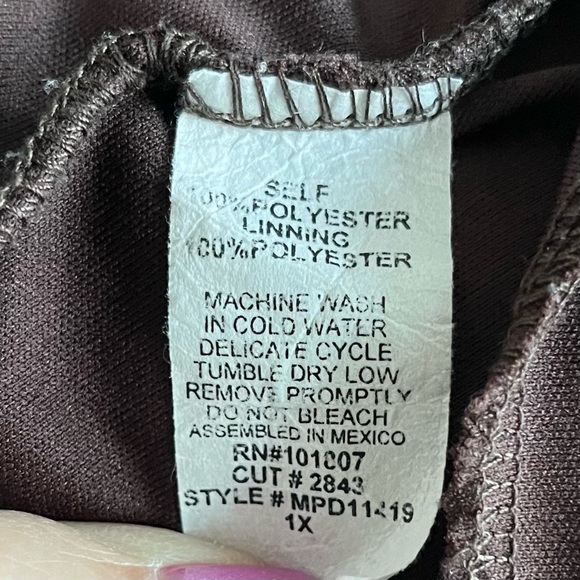 SELF
100%POLYESTER
LINNING
100%POLYESTER
MACHINE WASH
IN COLD WATER
DELICATE CYCLE
TUMBLE DRY LOW
REMOVE PROMPTLY
DO NOT BLEACH
ASSEMBLED IN MEXICO
RN#101007
CUT # 2843
STYLE # MPD11419
1X